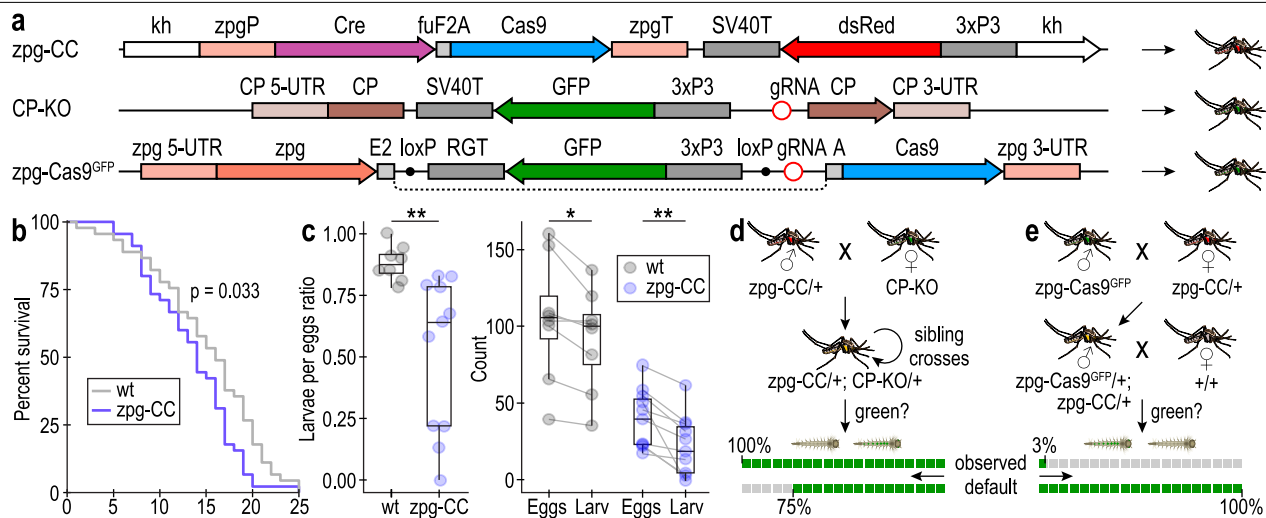 a
kh zpgP Cre fuF2A Cas9 zpgT SV40T dsRed 3xP3 kh
zpg-CC
CP 5-UTR CP SV40T GFP 3xP3 gRNA CP CP 3-UTR
CP-KO
zpg 5-UTR zpg E2 loxP RGT GFP 3xP3 loxP gRNA A Cas9 zpg 3-UTR
zpg-Cas9GFP
b
Percent survival
100
80
60
40
20
0
p = 0.033
wt
zpg-CC
0 5 10 15 20 25
c
Larvae per eggs ratio
1.00
0.75
0.50
0.25
0.00
**
wt zpg-CC
Count
150
100
50
0
* **
wt
zpg-CC
Eggs Larv Eggs Larv
d
♂ X ♀
zpg-CC/+ CP-KO
sibling
crosses
zpg-CC/+; CP-KO/+
green?
100%
75%
observed
default
e
♂ X ♀
zpg-Cas9GFP zpg-CC/+
♂ X ♀
zpg-Cas9GFP/+;
zpg-CC/+
+/+
green?
3%
100%